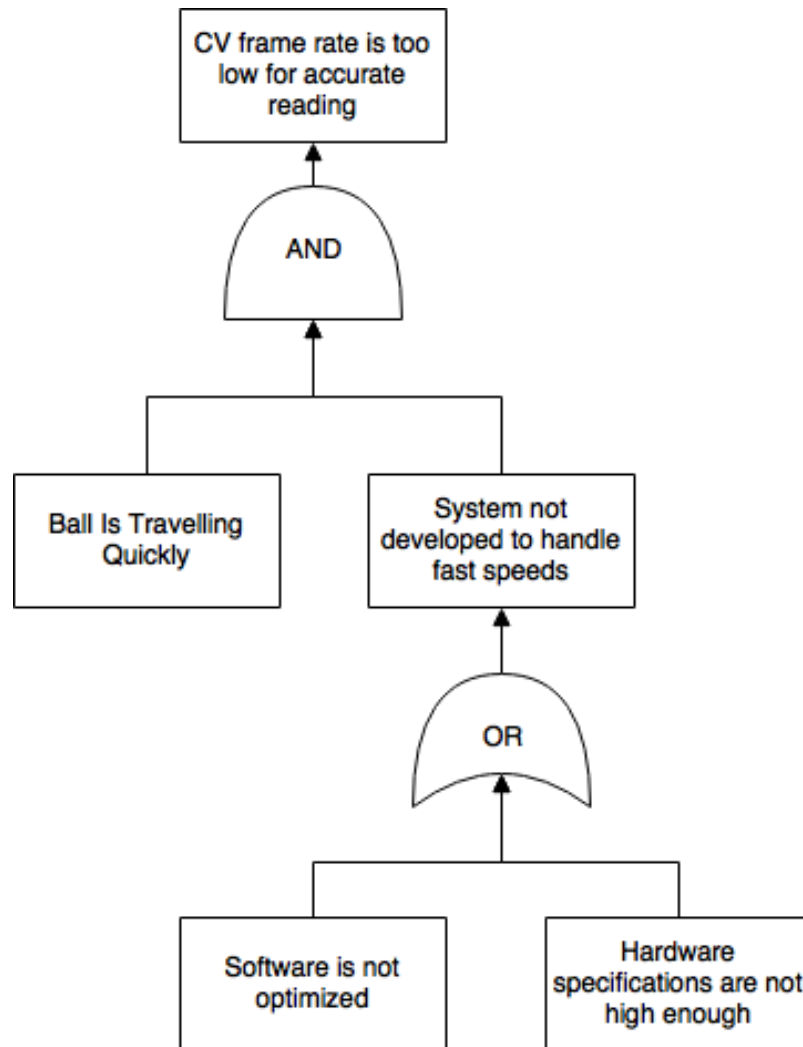 CV frame rate is too
low for accurate
reading
AND
Ball Is Travelling
Quickly
System not
developed to handle
fast speeds
OR
Software is not
optimized
Hardware
specifications are not
high enough